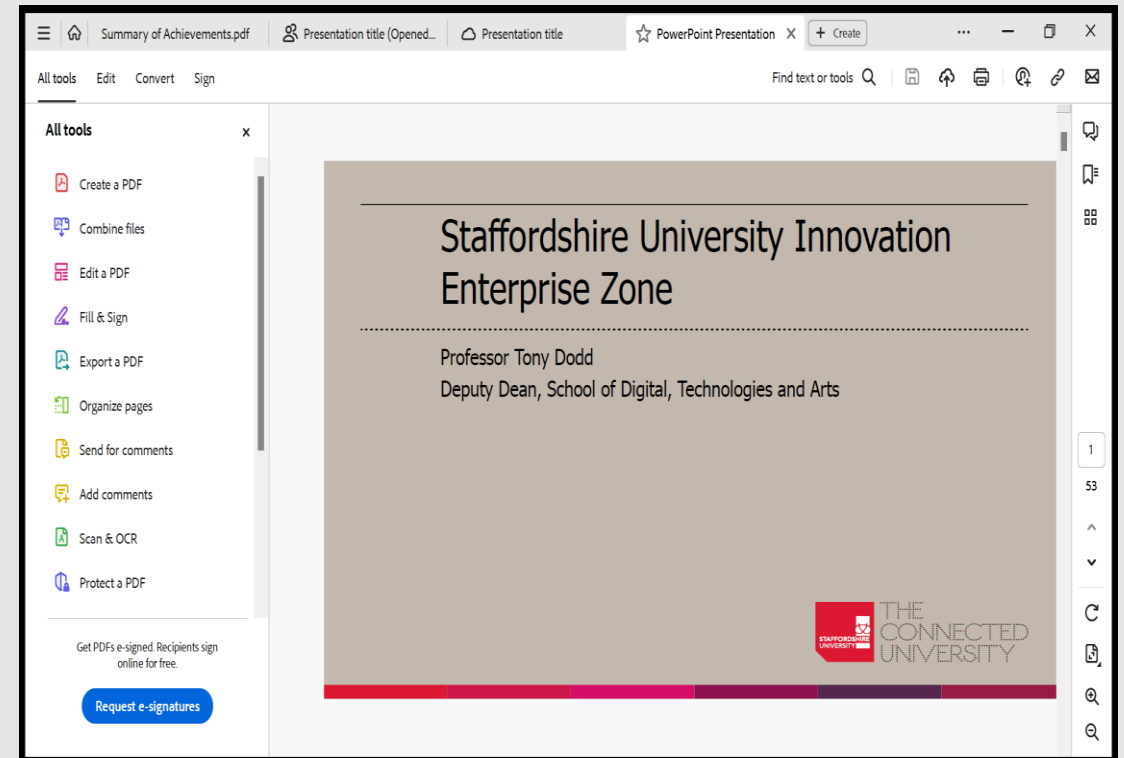 Summary of Achievements.pdf
Presentation title (Opened...
Presentation title
PowerPoint Presentation X
+ Create
All tools
Edit
Convert
Sign
Find text or tools
All tools
x
Create a PDF
Combine files
Edit a PDF
Fill & Sign
Export a PDF
Organize pages
Send for comments
Add comments
Scan & OCR
Protect a PDF
Get PDFs e-signed. Recipients sign
online for free.
Request e-signatures
Staffordshire University Innovation
Enterprise Zone
Professor Tony Dodd
Deputy Dean, School of Digital, Technologies and Arts
STAFFORDSHIRE
UNIVERSITY
THE
CONNECTED
UNIVERSITY
1
53